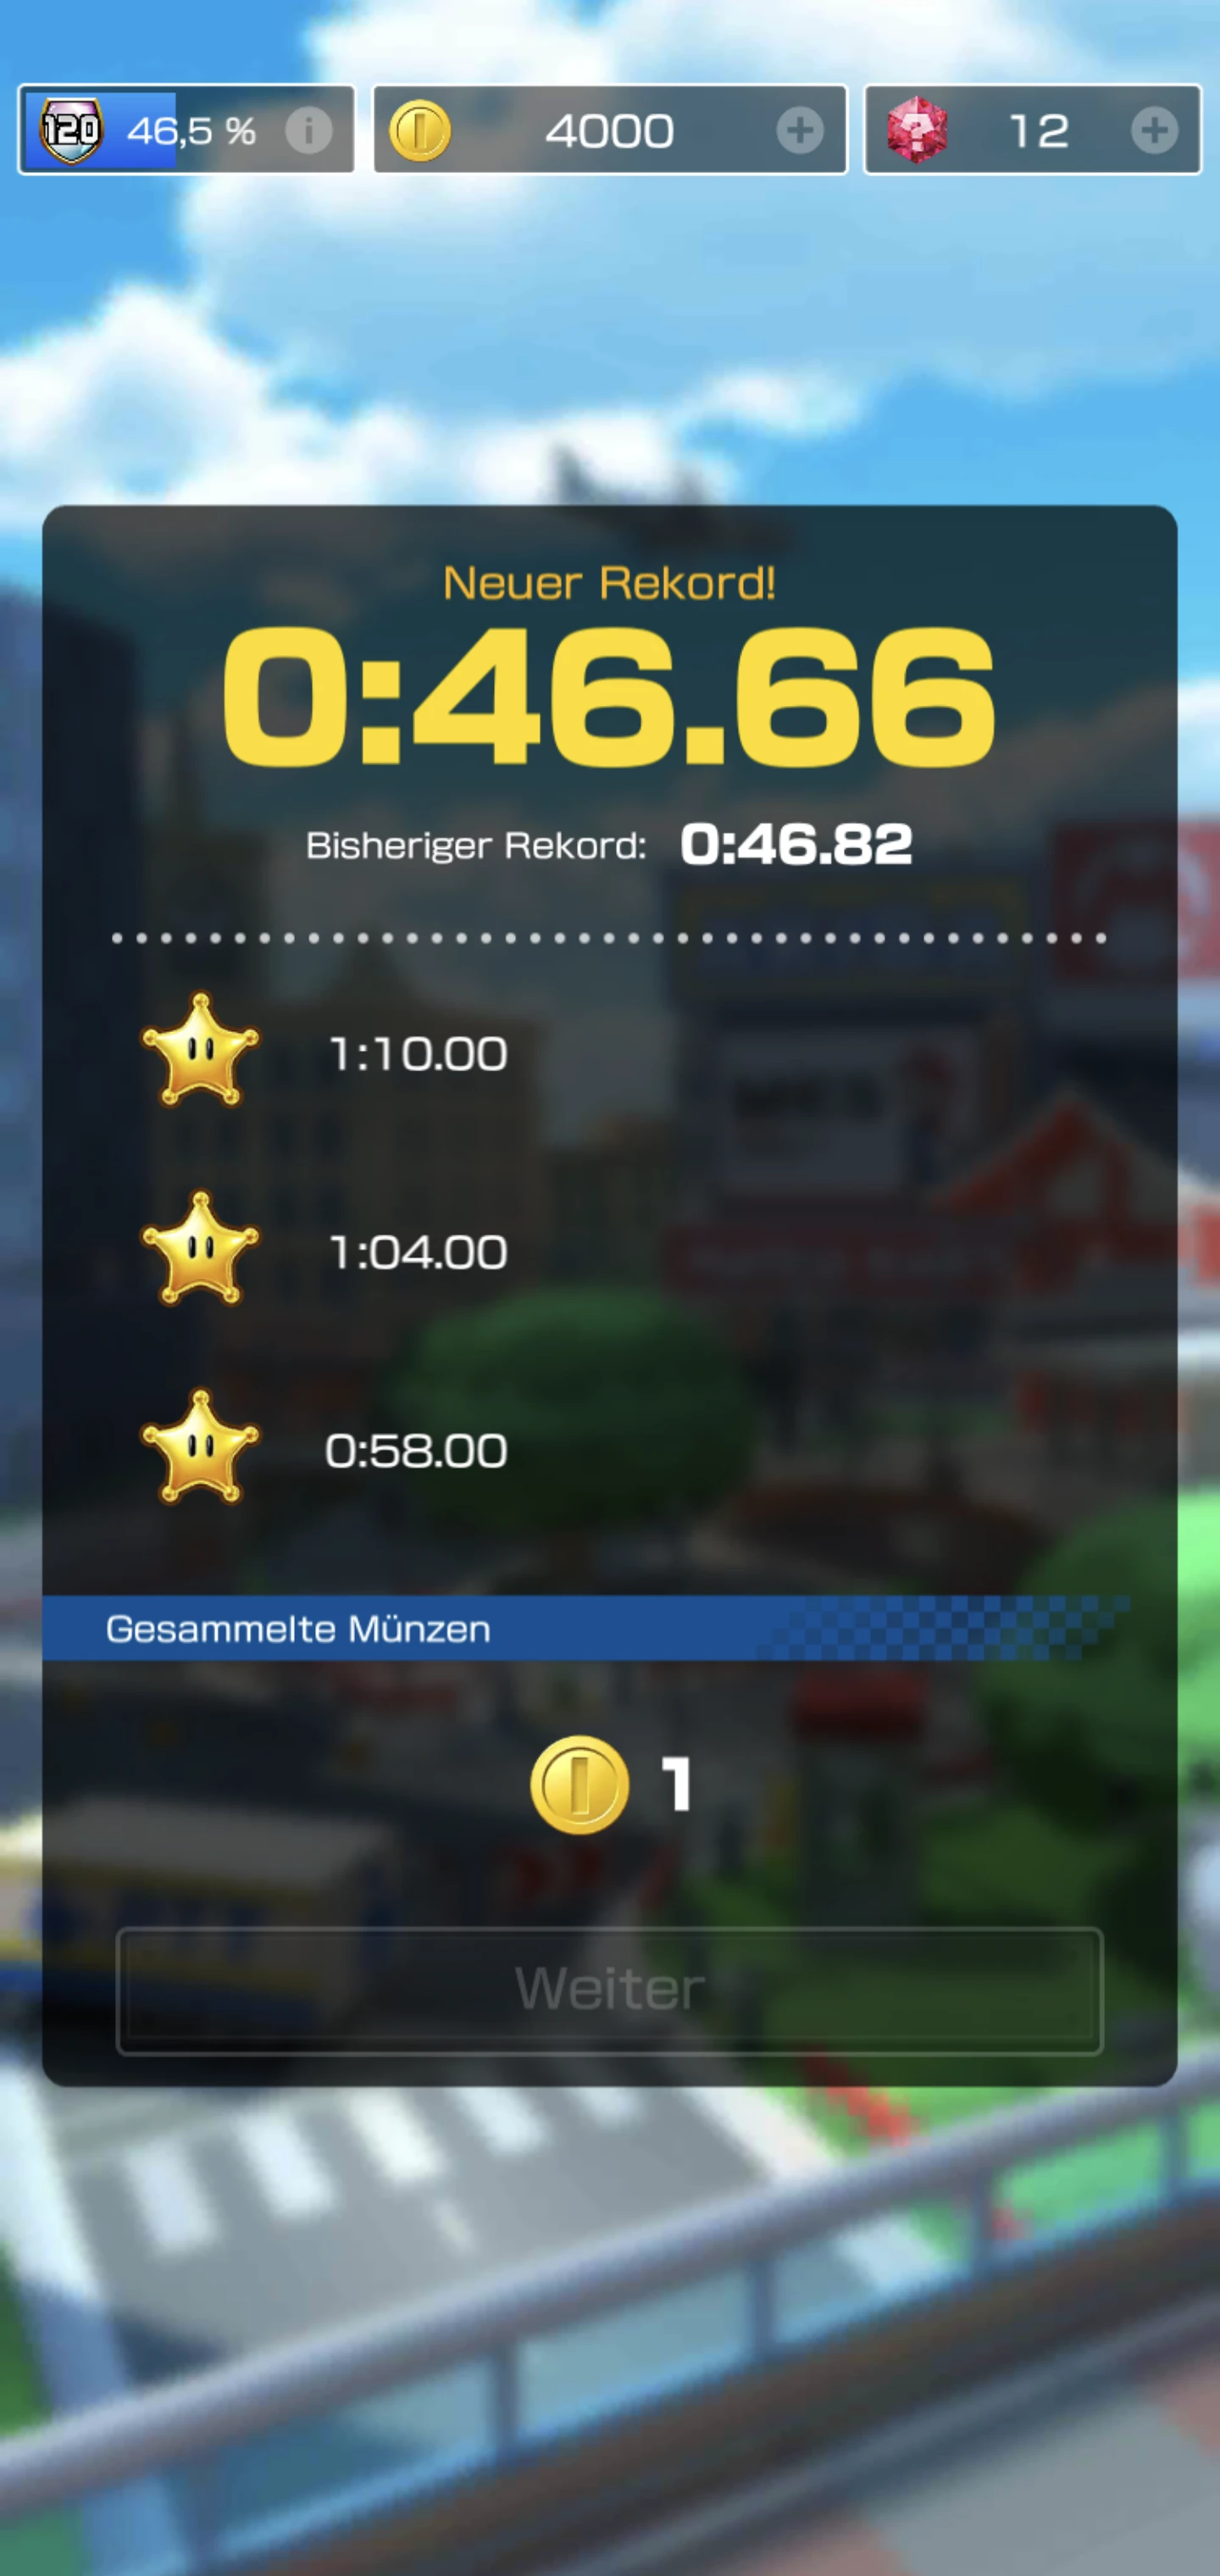 120 46,5 % i 4000 + ? 12 +
Neuer Rekord!
0:46.66
Bisheriger Rekord: 0:46.82
1:10.00
1:04.00
0:58.00
Gesammelte Münzen
1
Weiter